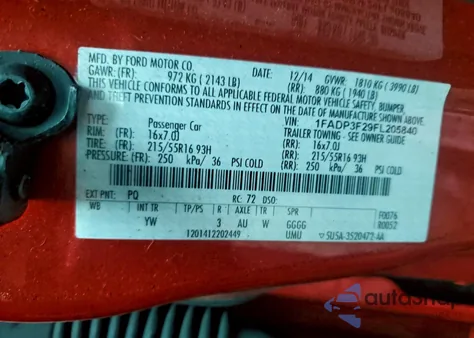 MFD. BY FORD MOTOR CO.
DATE: 12/14 GVWR: 1810 KG (3990 LB)
GAWR: (FR): 972 KG (2143 LB) (RR): 880 KG (1940 LB)
THIS VEHICLE CONFORMS TO ALL APPLICABLE FEDERAL MOTOR VEHICLE SAFETY, BUMPER,
AND THEFT PREVENTION STANDARDS IN EFFECT ON THE DATE OF MANUFACTURE SHOWN ABOVE.
VIN: 1FADP3F29FL205840
TYPE: Passenger Car TRAILER TOWING - SEE OWNER GUIDE
RIM: (FR): 16x7.0J (RR): 16x7.0J
TIRE: (FR): 215/55R16 93H (RR): 215/55R16 93H
PRESSURE: (FR): 250 kPa/ 36 PSI COLD (RR): 250 kPa/ 36 PSI COLD
EXT PNT: PQ RC: 72 DSO: F0076
WB INT TR TP/PS R AXLE TR SPR R0052
YW 3 AU W GGGG
1201412202449 UMU 5U5A-3520472-AA
autosnap